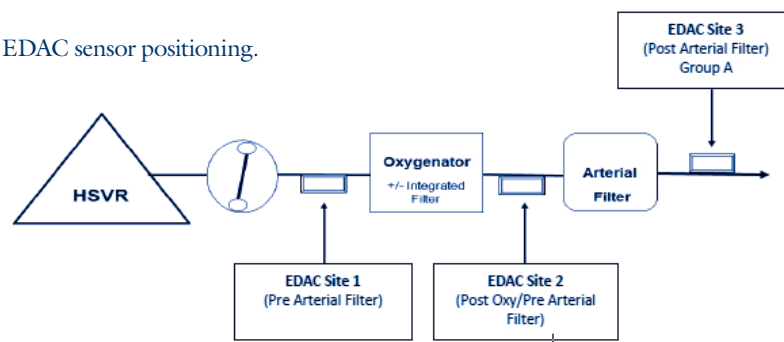 EDAC sensor positioning.
EDAC Site 3
(Post Arterial Filter)
Group A
HSVR
Oxygenator
+/- Integrated
Filter
Arterial
Filter
EDAC Site 1
(Pre Arterial Filter)
EDAC Site 2
(Post Oxy/Pre Arterial
Filter)